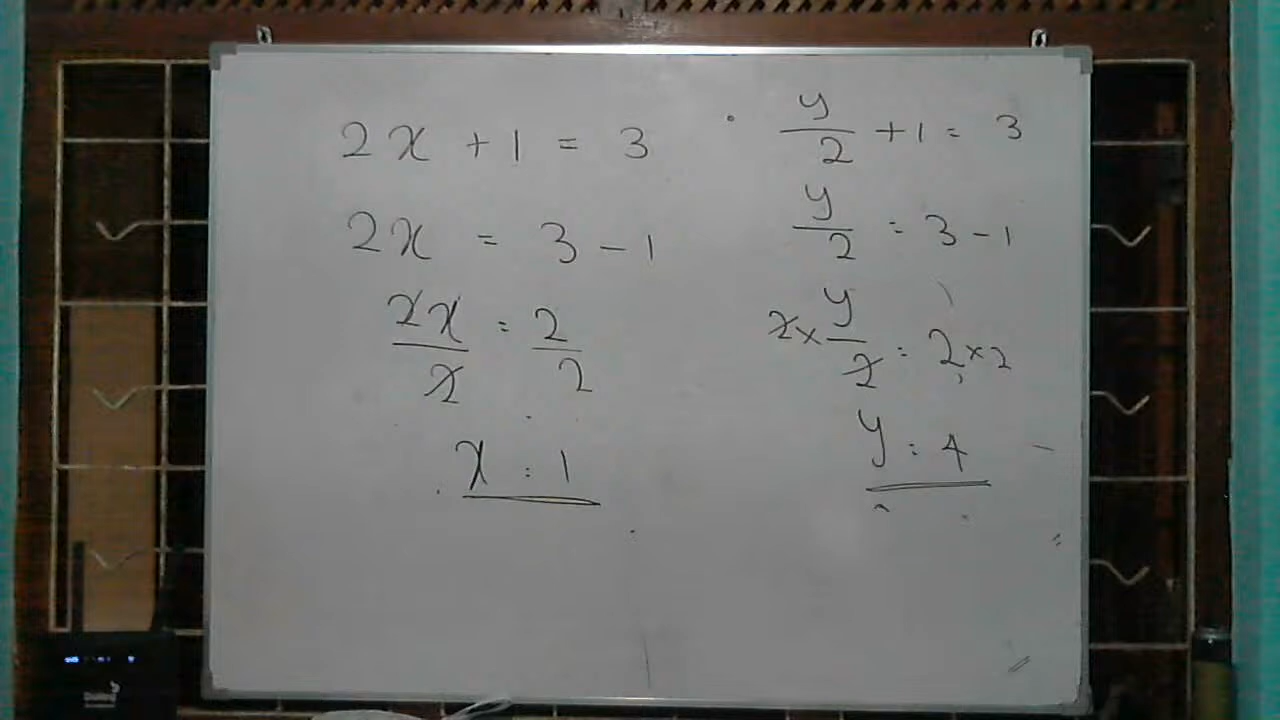 2x + 1 = 3
2x = 3 - 1
2x/2 = 2/2
x = 1
y/2 + 1 = 3
y/2 = 3 - 1
2 × y/2 = 2 × 2
y = 4